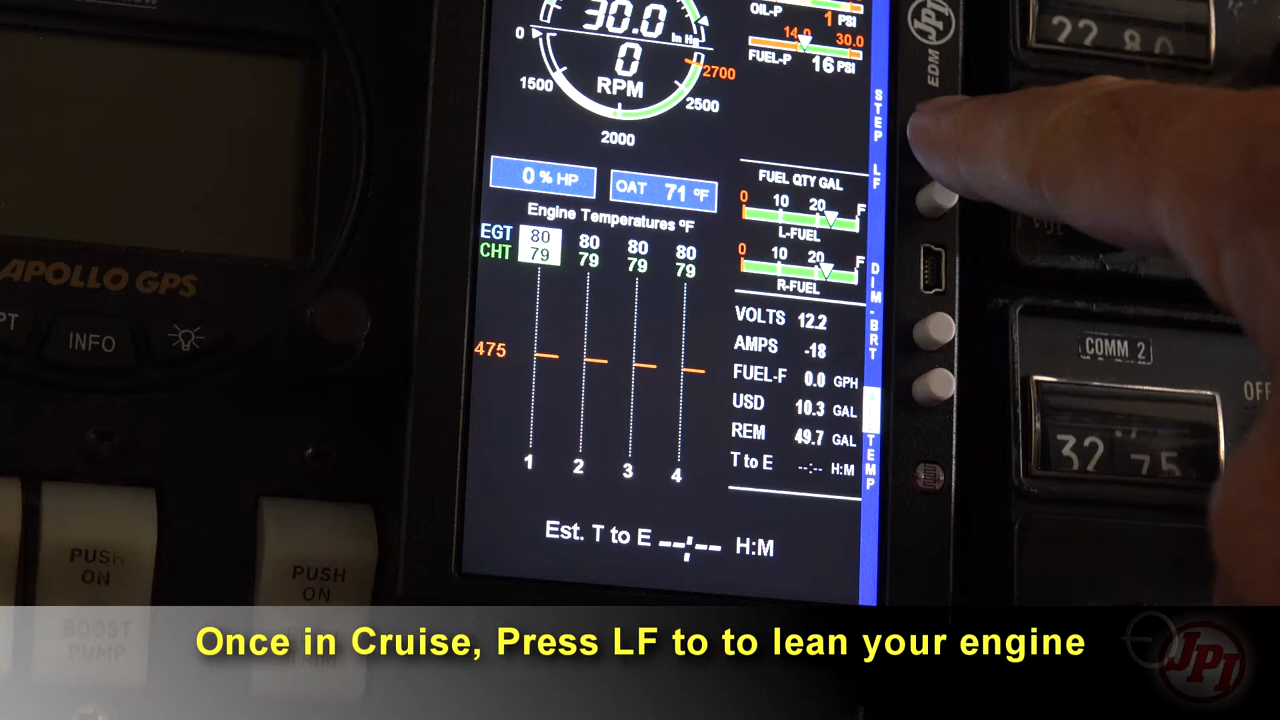 30.0
In Hg
0
0
2700
RPM
1500
2500
2000
OIL-P
1 PSI
30.0
FUEL-P
16 PSI
JPI
EDM
STEP
LF
DIM-BRT
TEMP
22 80
0 % HP
OAT 71 °F
Engine Temperatures °F
EGT 80 80 80 80
CHT 79 79 79 79
475
1 2 3 4
FUEL QTY GAL
0 10 20 F
L-FUEL
0 10 20 F
R-FUEL
VOLTS 12.2
AMPS -18
FUEL-F 0.0 GPH
USD 10.3 GAL
REM 49.7 GAL
T to E --:-- H:M
Est. T to E --:-- H:M
APOLLO GPS
INFO
COMM 2
OFF
32 75
PUSH
ON
BOOST
PUMP
PUSH
ON
Once in Cruise, Press LF to to lean your engine
JPI